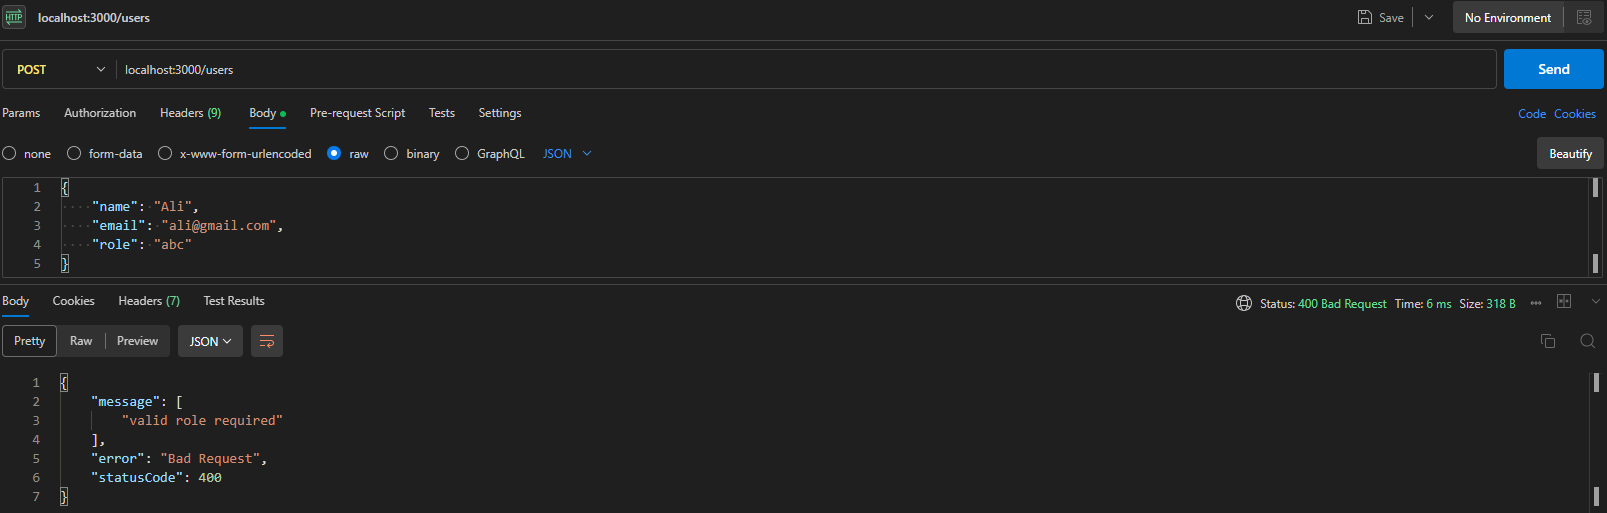 HTTP localhost:3000/users Save No Environment
POST localhost:3000/users Send
Params Authorization Headers (9) Body Pre-request Script Tests Settings Code Cookies
none form-data x-www-form-urlencoded raw binary GraphQL JSON Beautify
1 {
2 "name": "Ali",
3 "email": "ali@gmail.com",
4 "role": "abc"
5 }
Body Cookies Headers (7) Test Results Status: 400 Bad Request Time: 6 ms Size: 318 B
Pretty Raw Preview JSON
1 {
2 "message": [
3 "valid role required"
4 ],
5 "error": "Bad Request",
6 "statusCode": 400
7 }